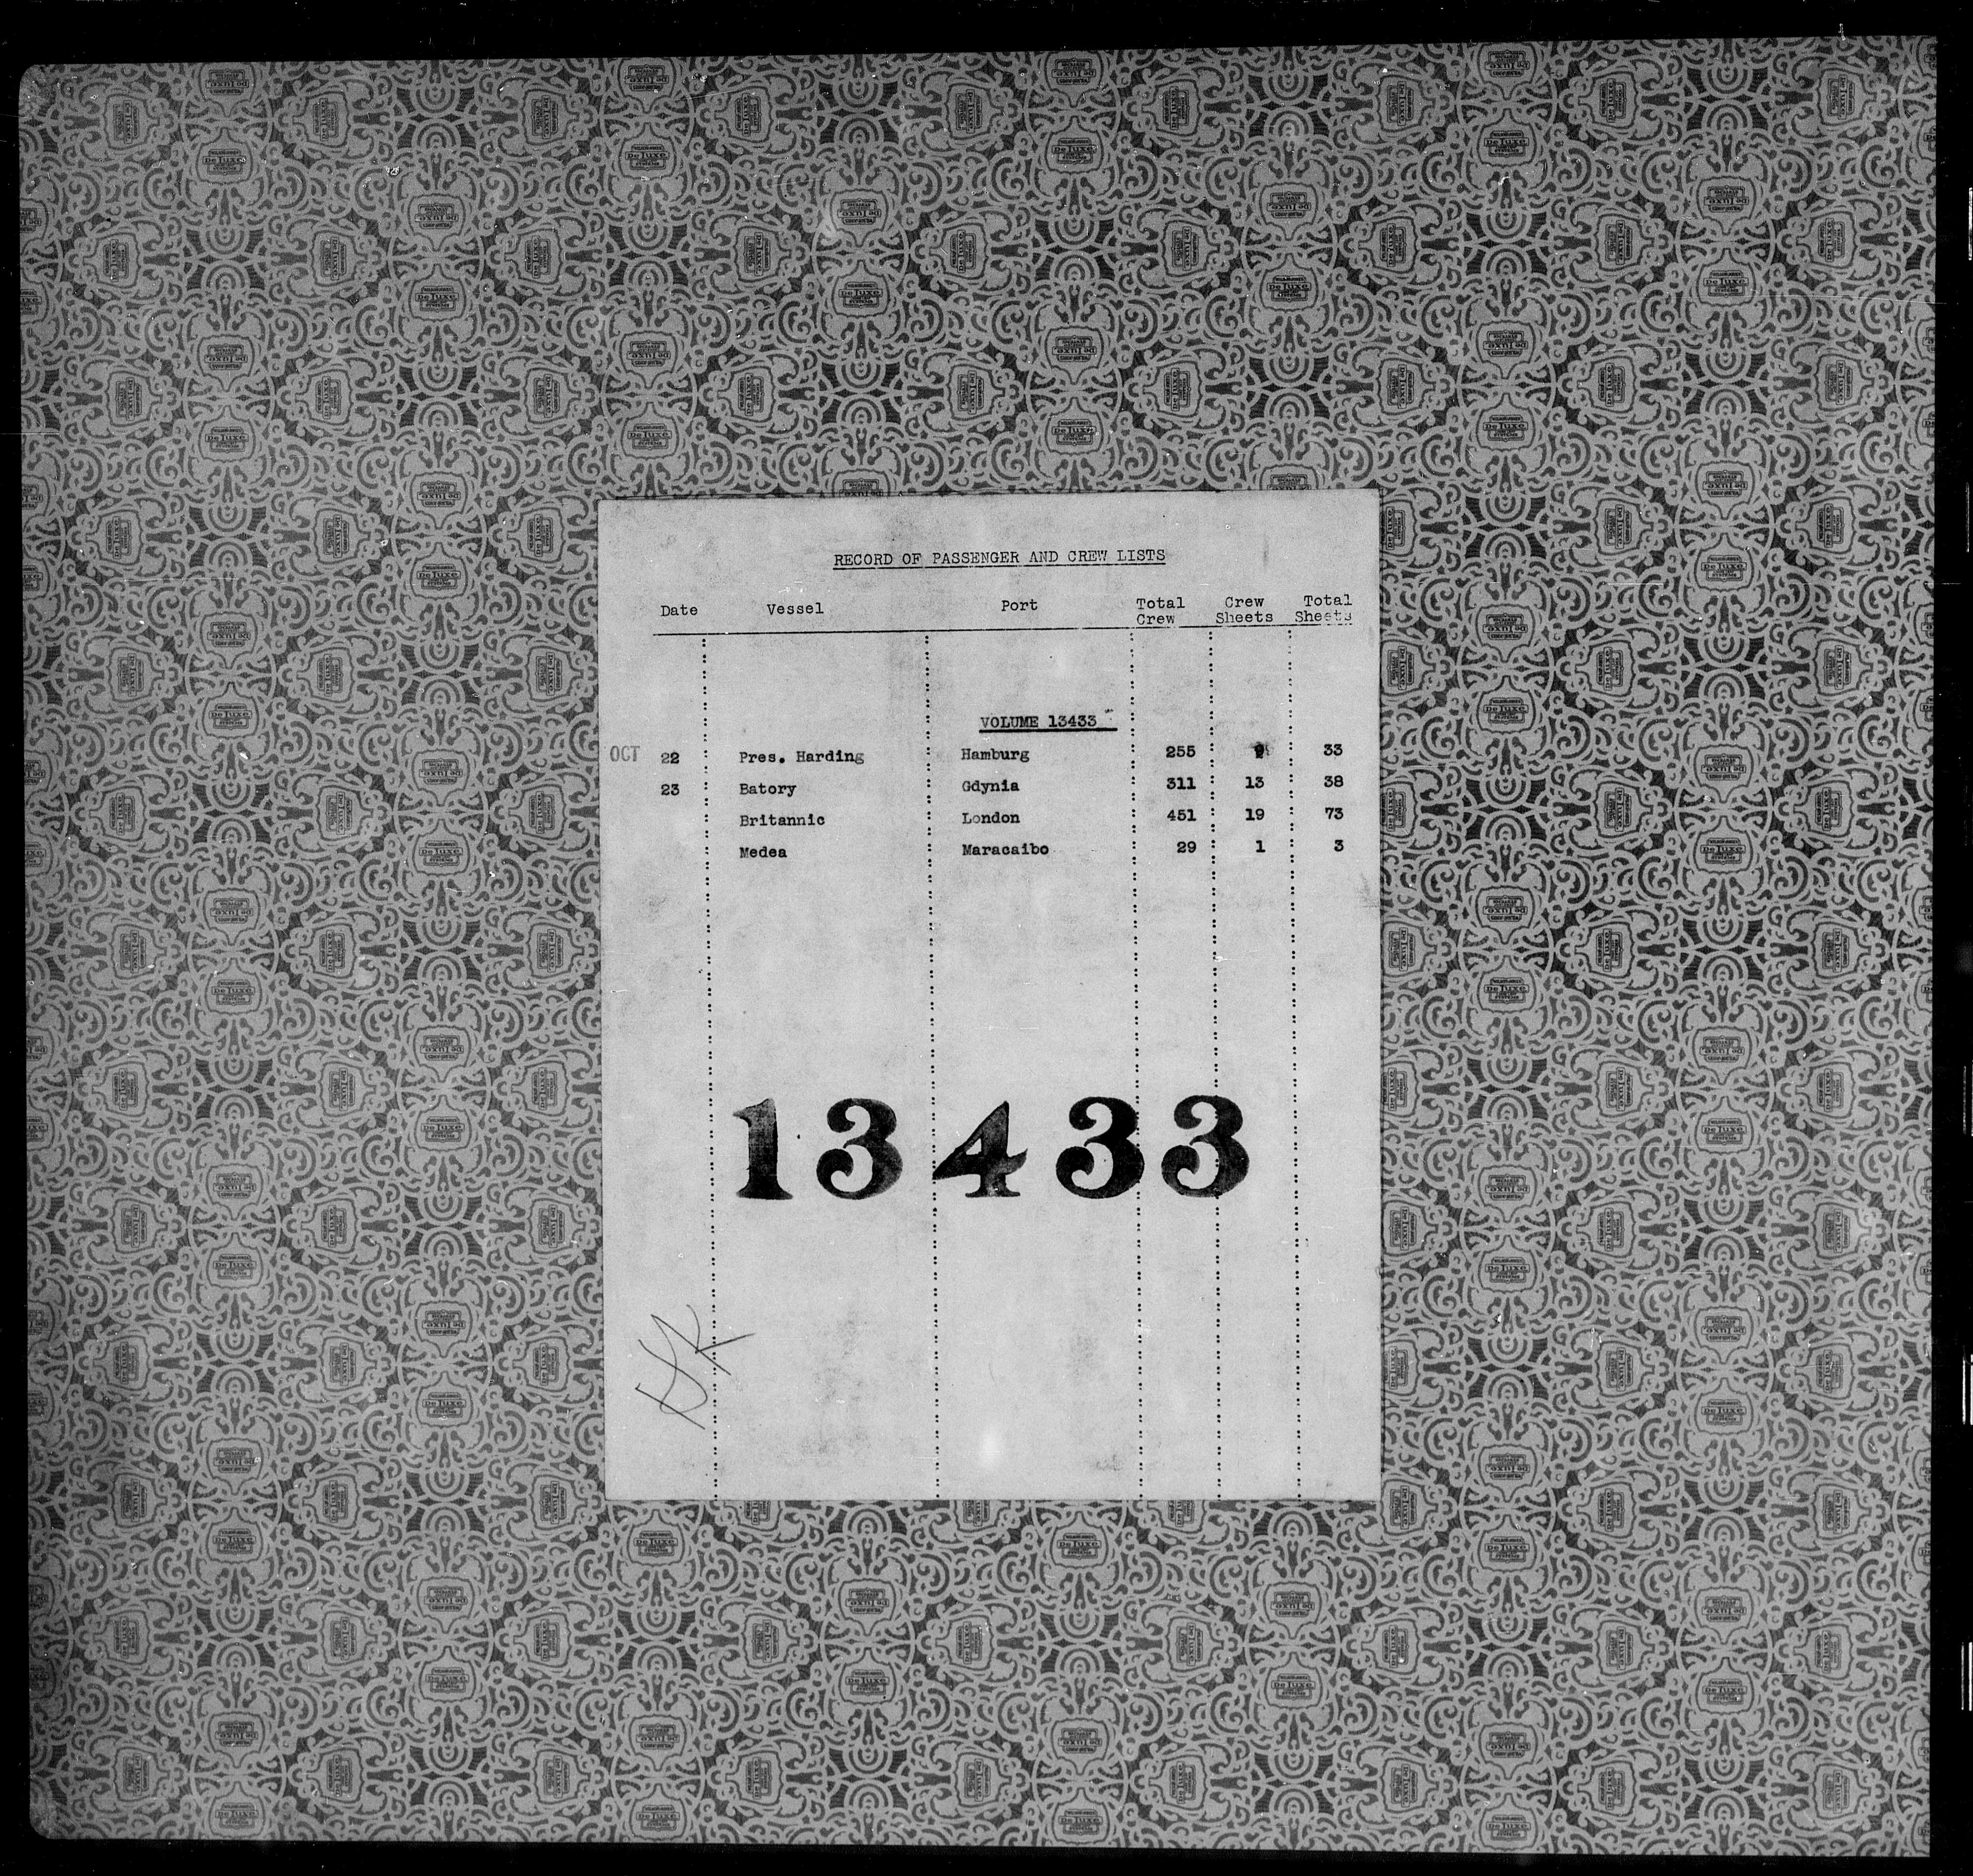 RECORD OF PASSENGER AND CREW LISTS
Date Vessel Port Total Crew Crew Sheets Total Sheets
VOLUME 13433
OCT 22 Pres. Harding Hamburg 255 9 33
23 Batory Gdynia 311 13 38
Britannic London 451 19 73
Medea Maracaibo 29 1 3
13433